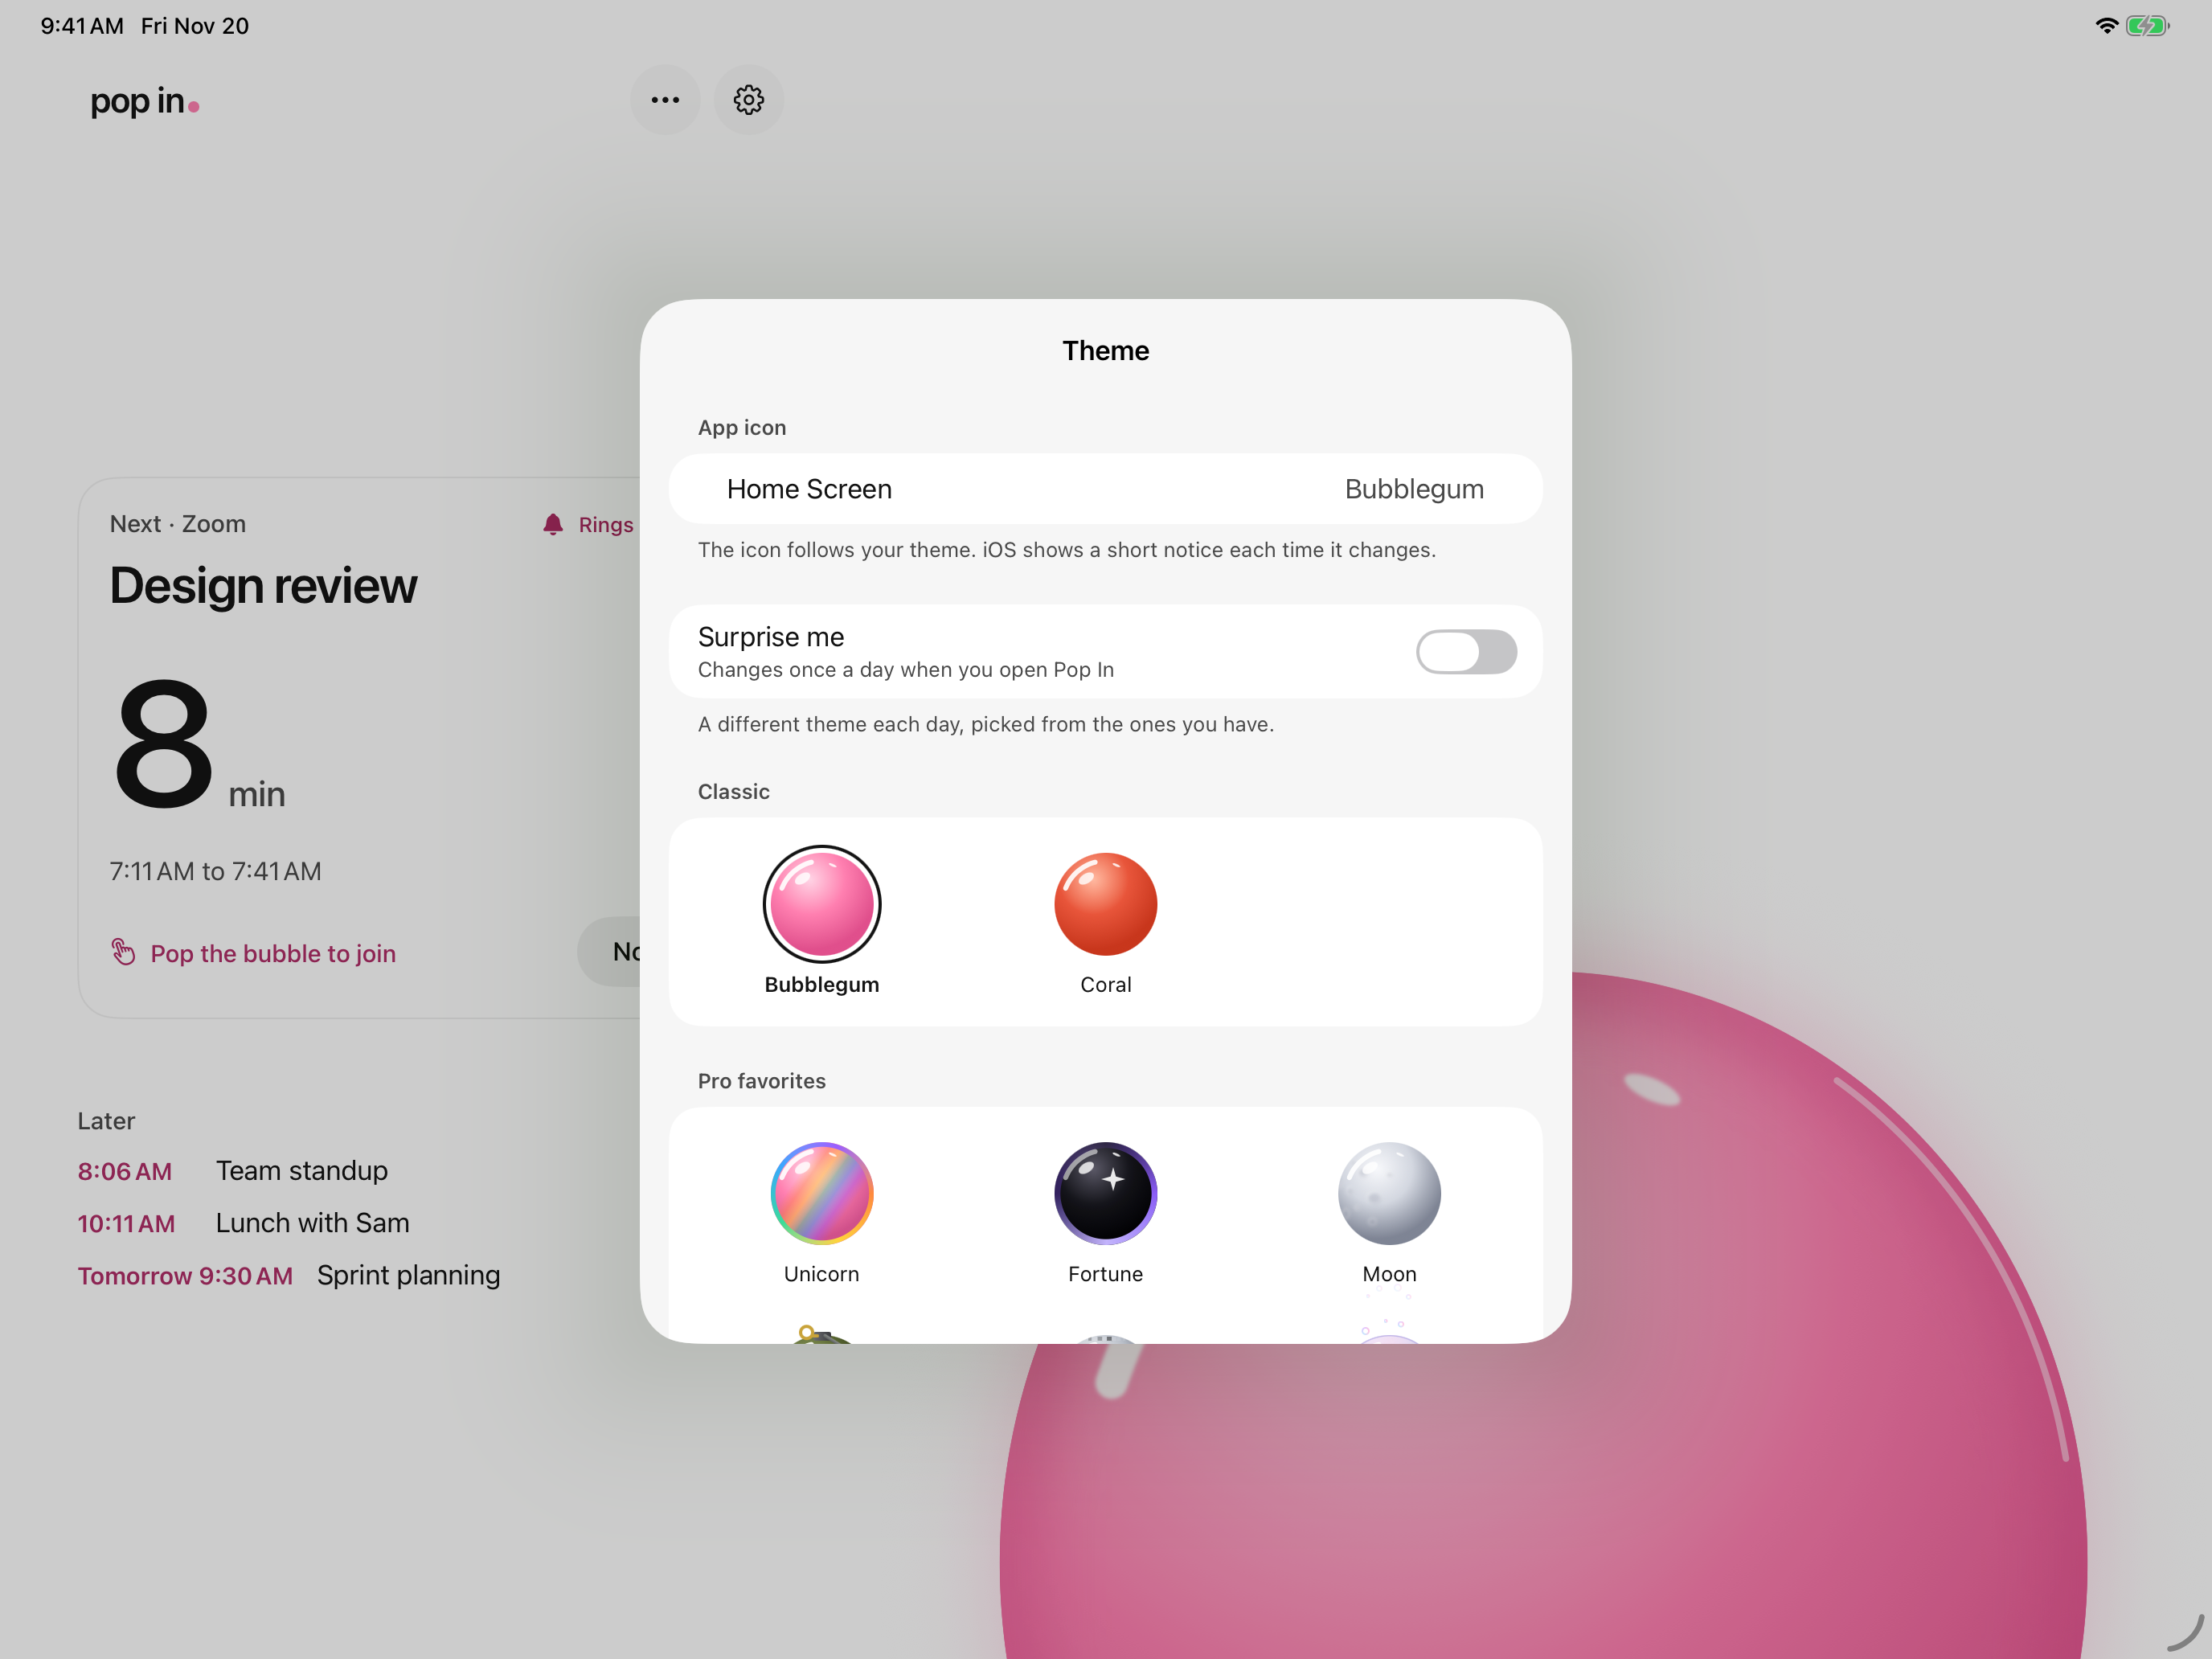 9:41 AM Fri Nov 20
pop in
Theme
App icon
Home Screen Bubblegum
The icon follows your theme. iOS shows a short notice each time it changes.
Surprise me
Changes once a day when you open Pop In
A different theme each day, picked from the ones you have.
Classic
Bubblegum Coral
Pro favorites
Unicorn Fortune Moon
Next · Zoom Rings
Design review
8 min
7:11 AM to 7:41 AM
Pop the bubble to join
Later
8:06 AM Team standup
10:11 AM Lunch with Sam
Tomorrow 9:30 AM Sprint planning